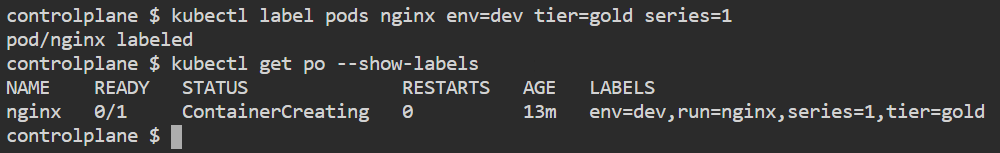 controlplane $ kubectl label pods nginx env=dev tier=gold series=1
pod/nginx labeled
controlplane $ kubectl get po --show-labels
NAME    READY   STATUS              RESTARTS   AGE   LABELS
nginx   0/1     ContainerCreating   0          13m   env=dev,run=nginx,series=1,tier=gold
controlplane $